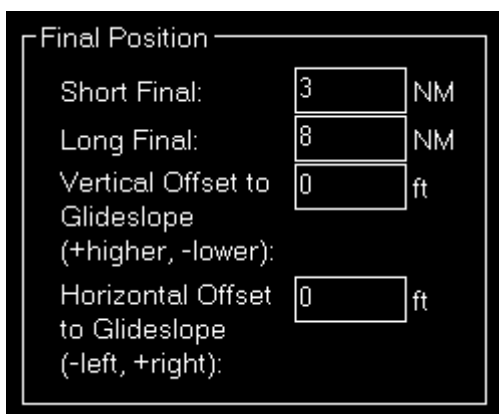 Final Position
Short Final: 3 NM
Long Final: 8 NM
Vertical Offset to 0 ft
Glideslope
(+higher, -lower):
Horizontal Offset 0 ft
to Glideslope
(-left, +right):